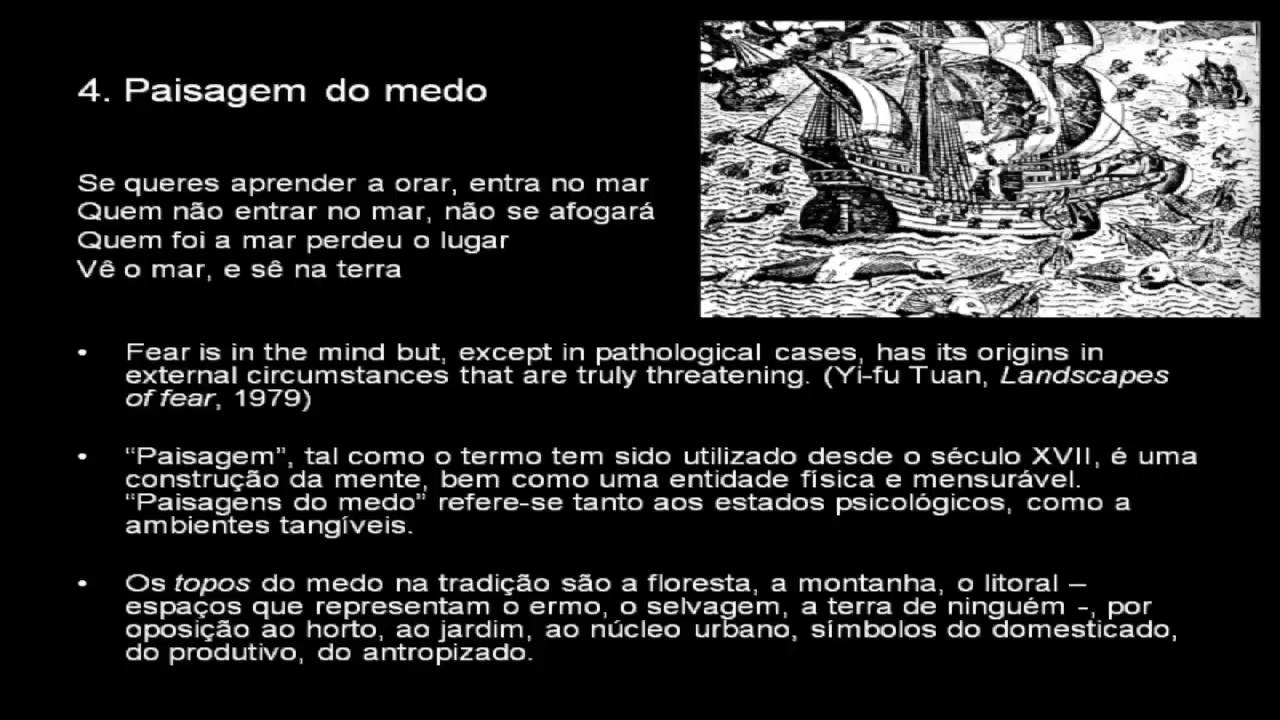 4. Paisagem do medo
Se queres aprender a orar, entra no mar
Quem não entrar no mar, não se afogará
Quem foi a mar perdeu o lugar
Vê o mar, e sê na terra
• Fear is in the mind but, except in pathological cases, has its origins in
external circumstances that are truly threatening. (Yi-fu Tuan, Landscapes
of fear, 1979)
• “Paisagem”, tal como o termo tem sido utilizado desde o século XVII, é uma
construção da mente, bem como uma entidade física e mensurável.
“Paisagens do medo” refere-se tanto aos estados psicológicos, como a
ambientes tangíveis.
• Os topos do medo na tradição são a floresta, a montanha, o litoral –
espaços que representam o ermo, o selvagem, a terra de ninguém -, por
oposição ao horto, ao jardim, ao núcleo urbano, símbolos do domesticado,
do produtivo, do antropizado.